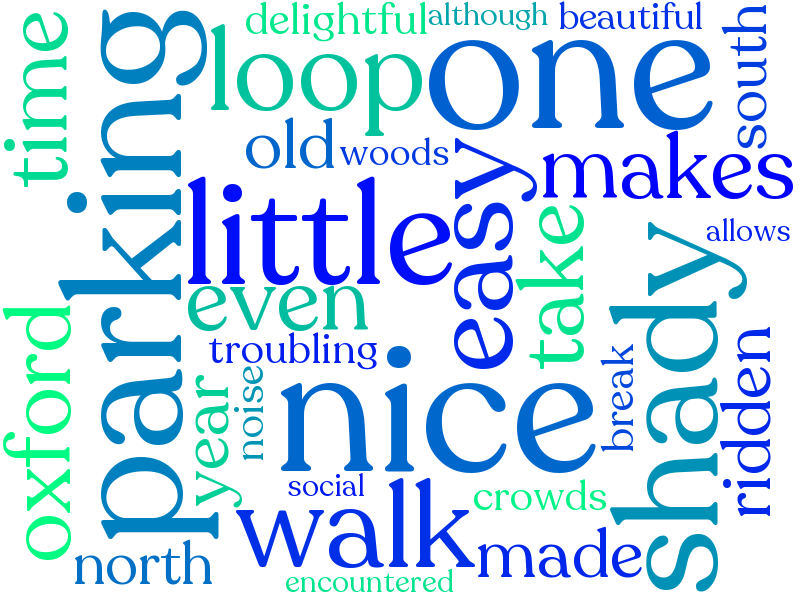 delightful
although
beautiful
time
parking
loop
one
south
old
woods
easy
makes
little
take
shady
allows
even
oxford
troubling
nice
break
ridden
year
noise
social
walk
crowds
made
north
encountered